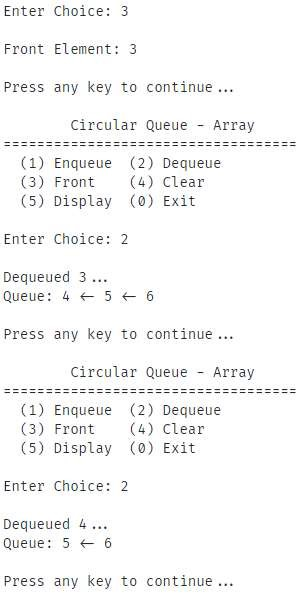 Enter Choice: 3
Front Element: 3
Press any key to continue...
Circular Queue - Array
===================================
(1) Enqueue (2) Dequeue
(3) Front (4) Clear
(5) Display (0) Exit
Enter Choice: 2
Dequeued 3...
Queue: 4 ← 5 ← 6
Press any key to continue...
Circular Queue - Array
===================================
(1) Enqueue (2) Dequeue
(3) Front (4) Clear
(5) Display (0) Exit
Enter Choice: 2
Dequeued 4...
Queue: 5 ← 6
Press any key to continue...